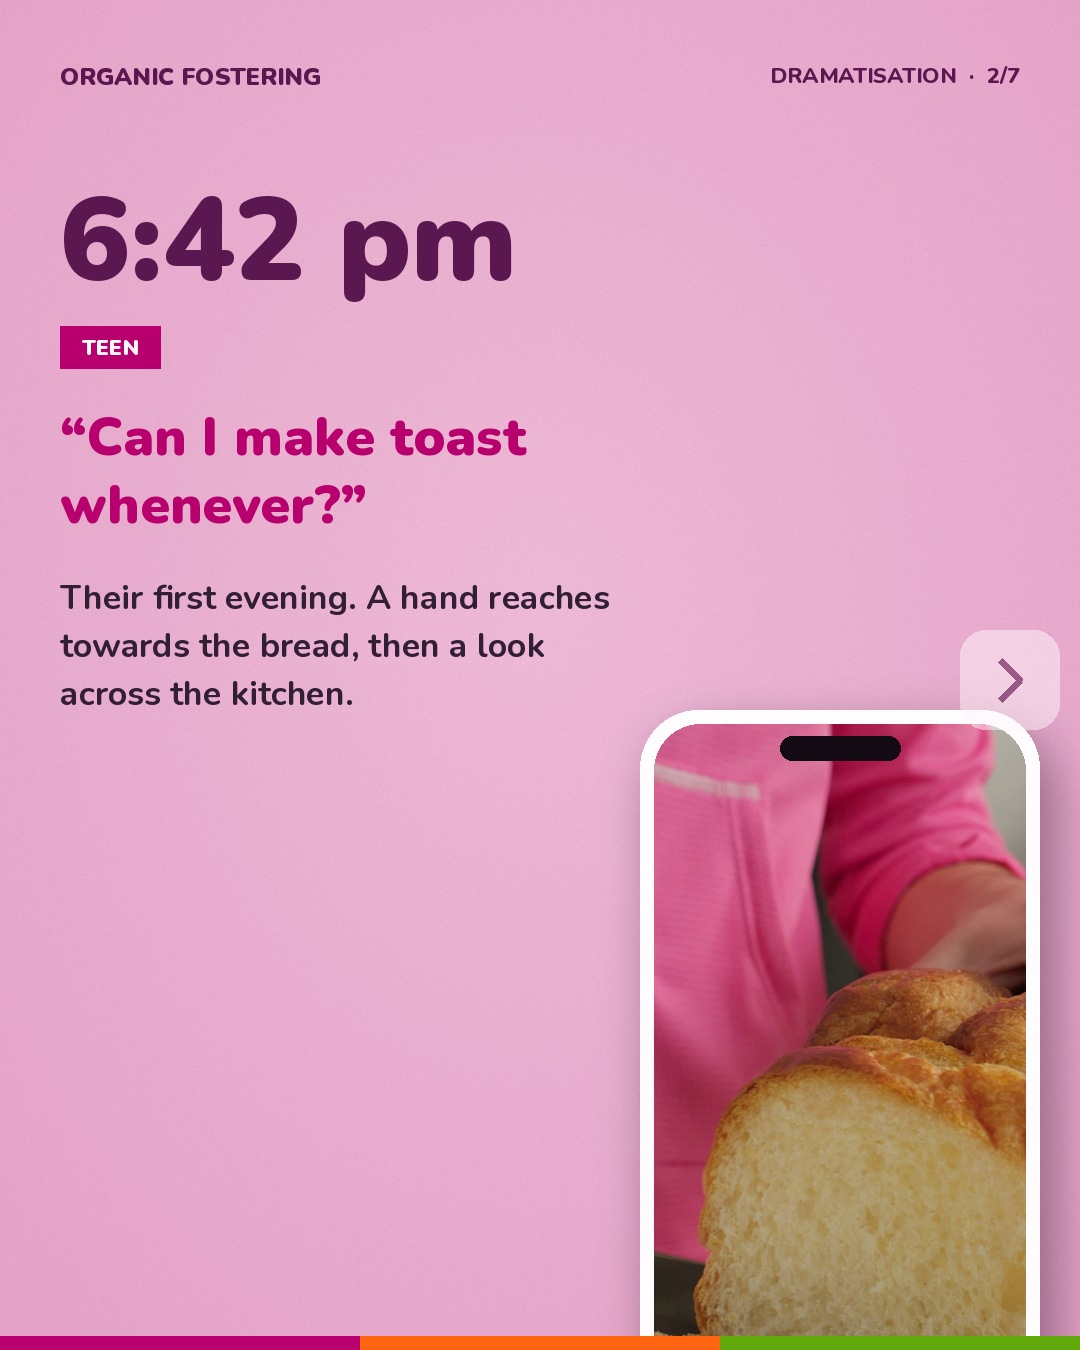 ORGANIC FOSTERING
DRAMATISATION · 2/7
6:42 pm
TEEN
“Can I make toast
whenever?”
Their first evening. A hand reaches
towards the bread, then a look
across the kitchen.